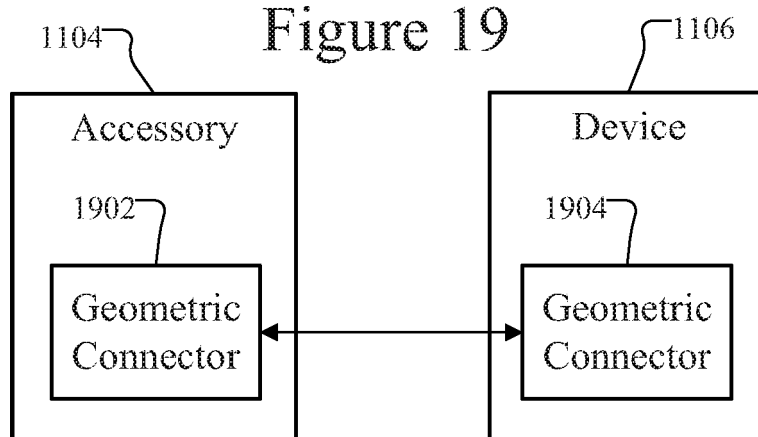 Figure 19
1104
1106
Accessory
Device
1902
1904
Geometric
Connector
Geometric
Connector